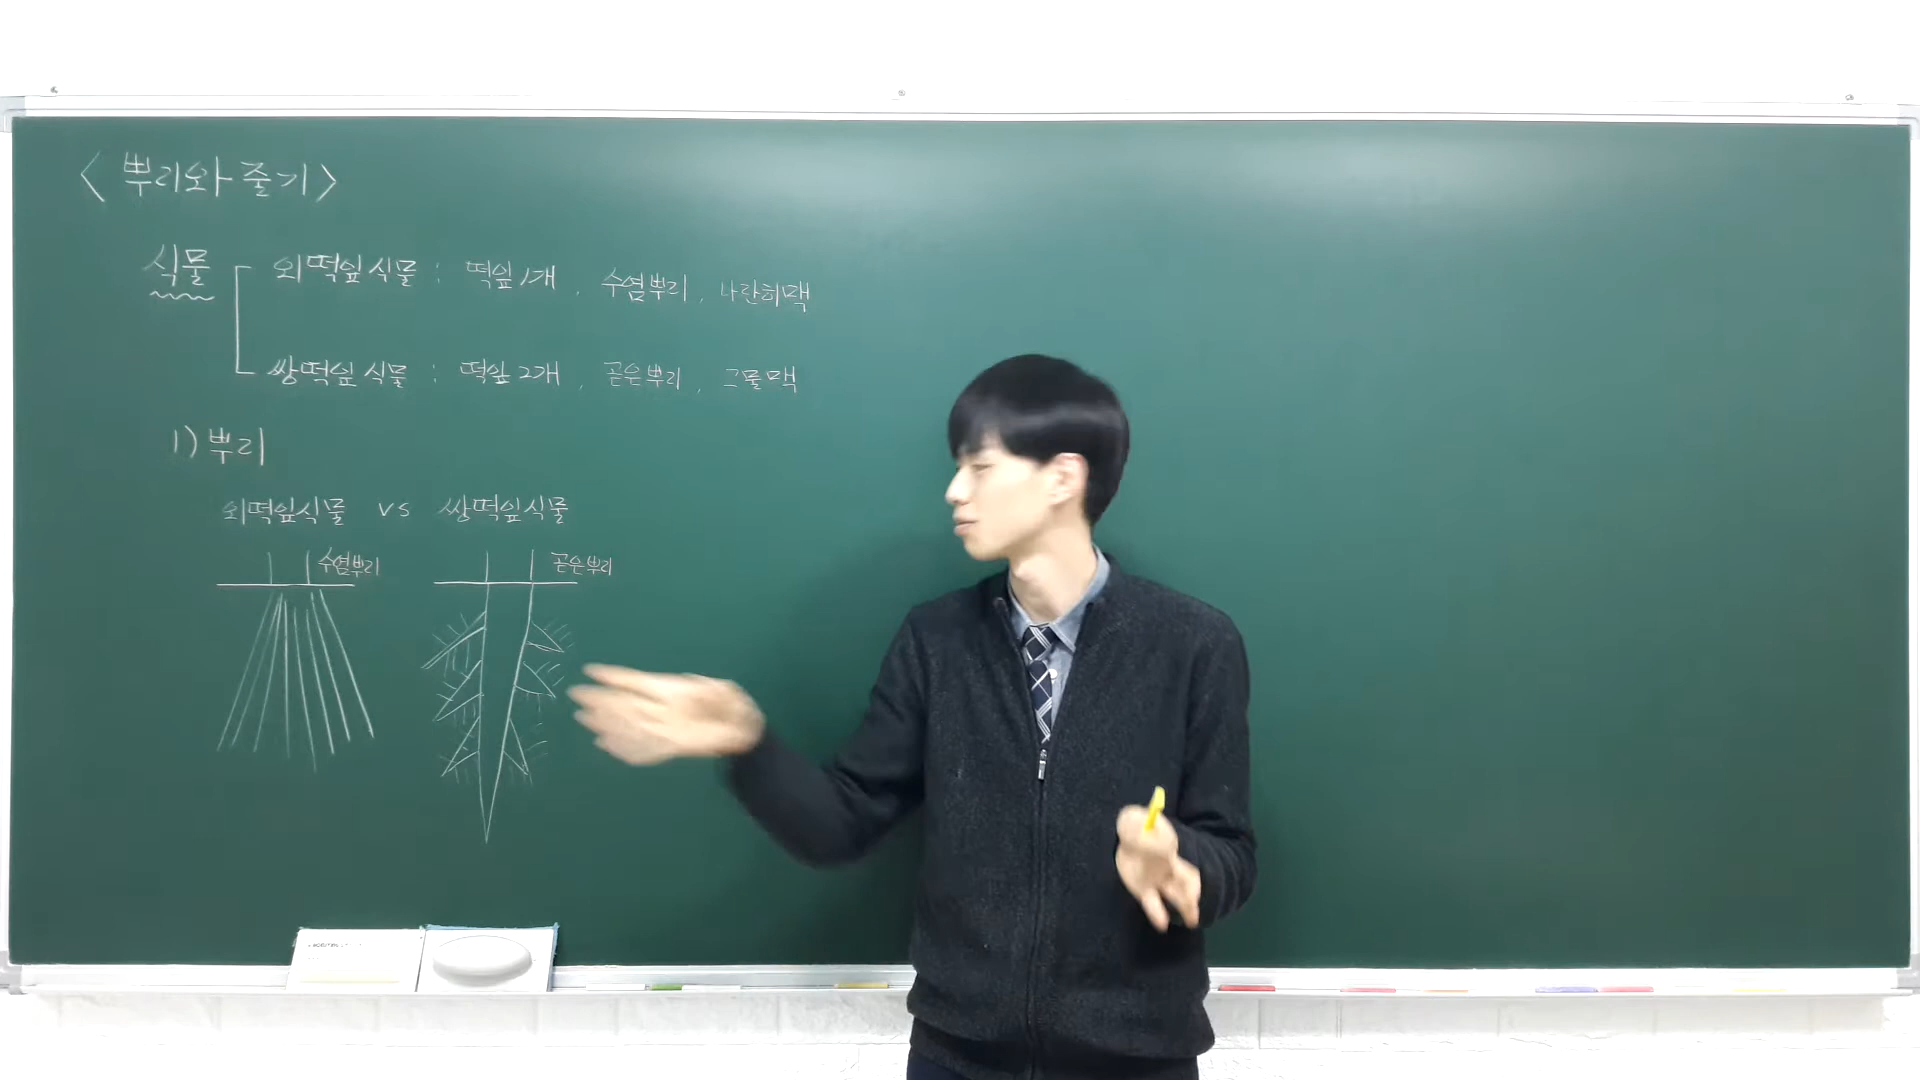 〈 뿌리와 줄기 〉
식물
외떡잎식물 : 떡잎 1개 , 수염뿌리 , 나란히맥
쌍떡잎식물 : 떡잎 2개 , 곧은뿌리 , 그물맥
1) 뿌리
외떡잎식물 vs 쌍떡잎식물
수염뿌리 곧은뿌리